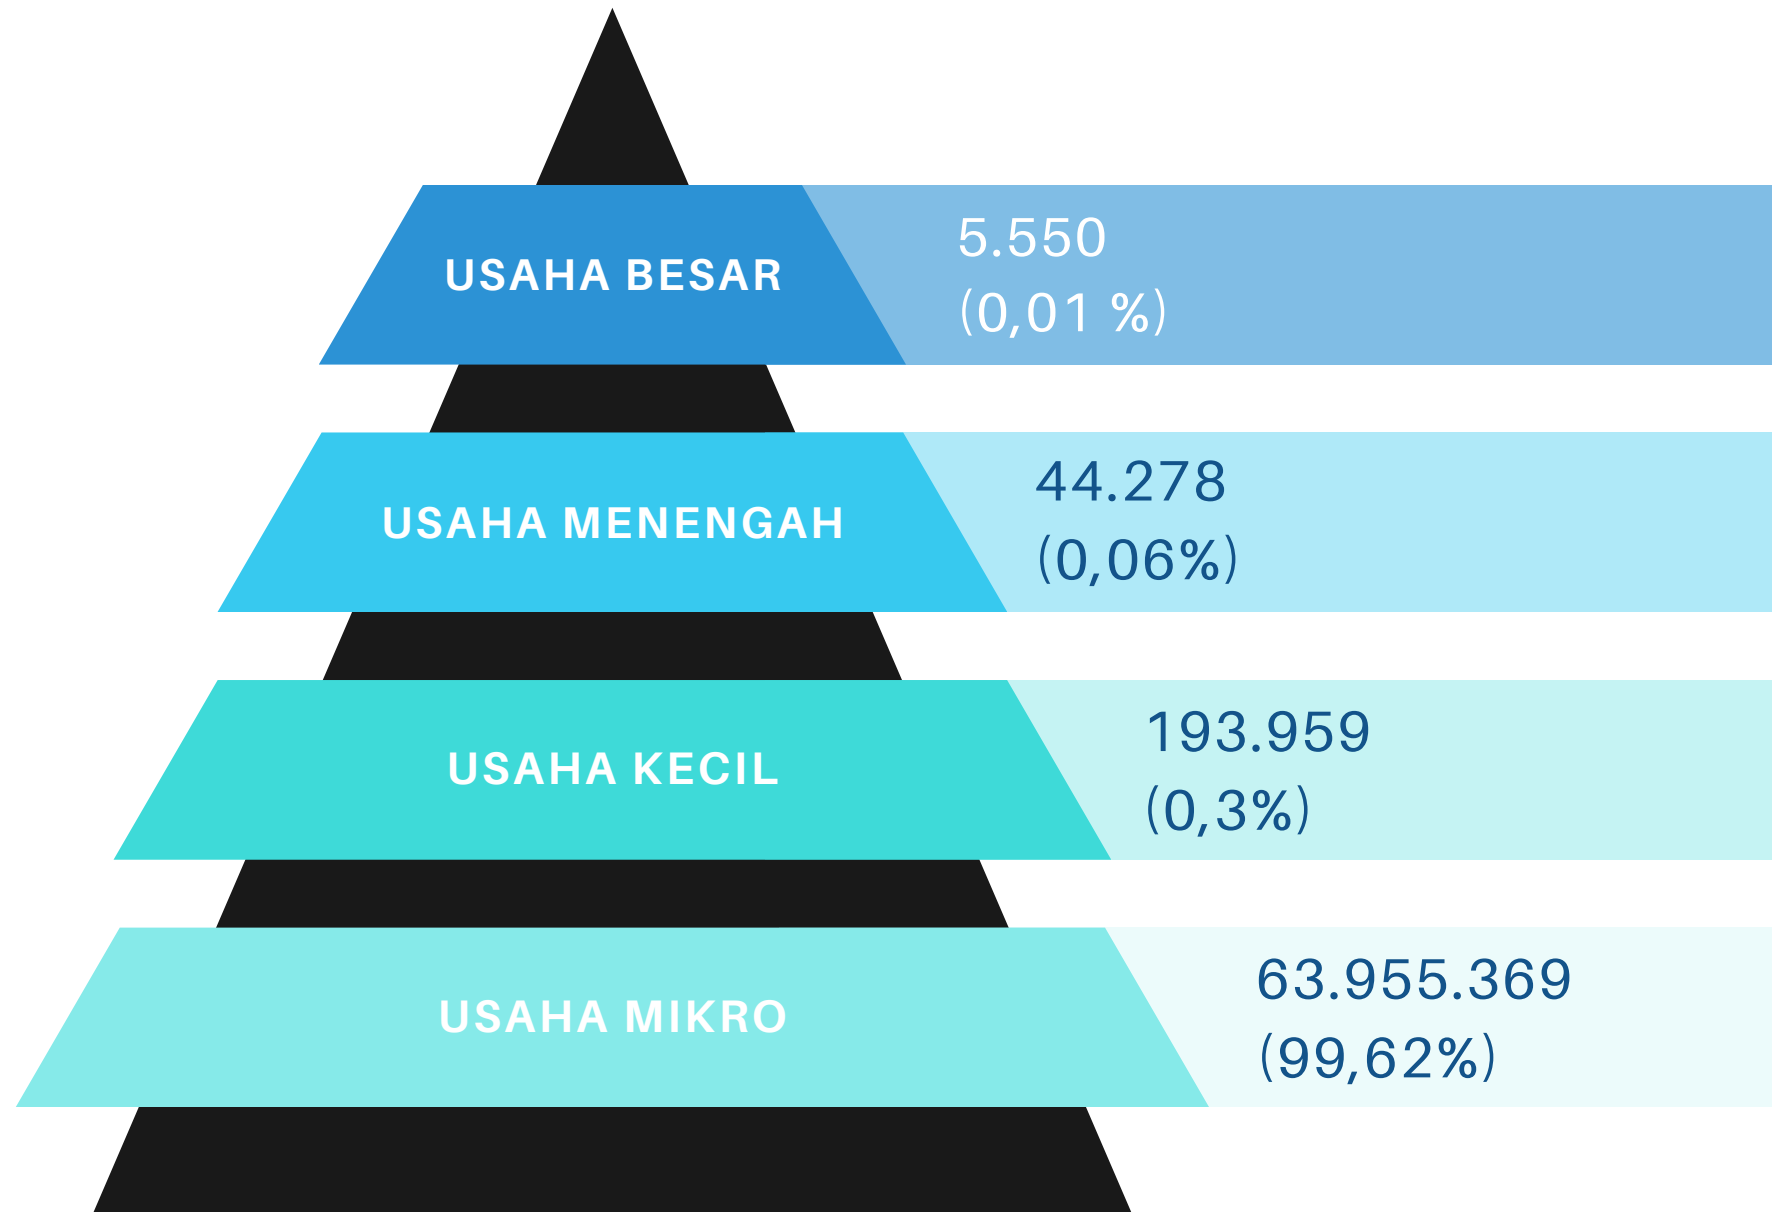 USAHA BESAR
5.550
(0,01 %)
USAHA MENENGAH
44.278
(0,06%)
USAHA KECIL
193.959
(0,3%)
USAHA MIKRO
63.955.369
(99,62%)